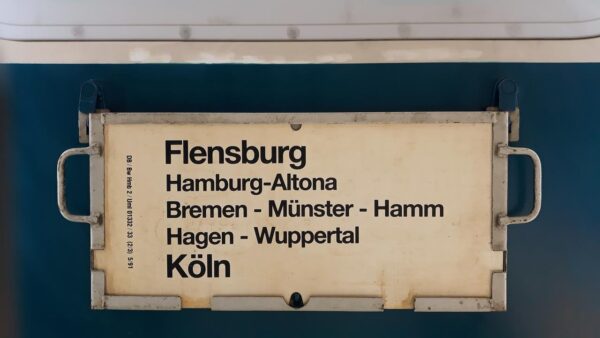 Flensburg
Hamburg-Altona
Bremen - Münster - Hamm
Hagen - Wuppertal
Köln